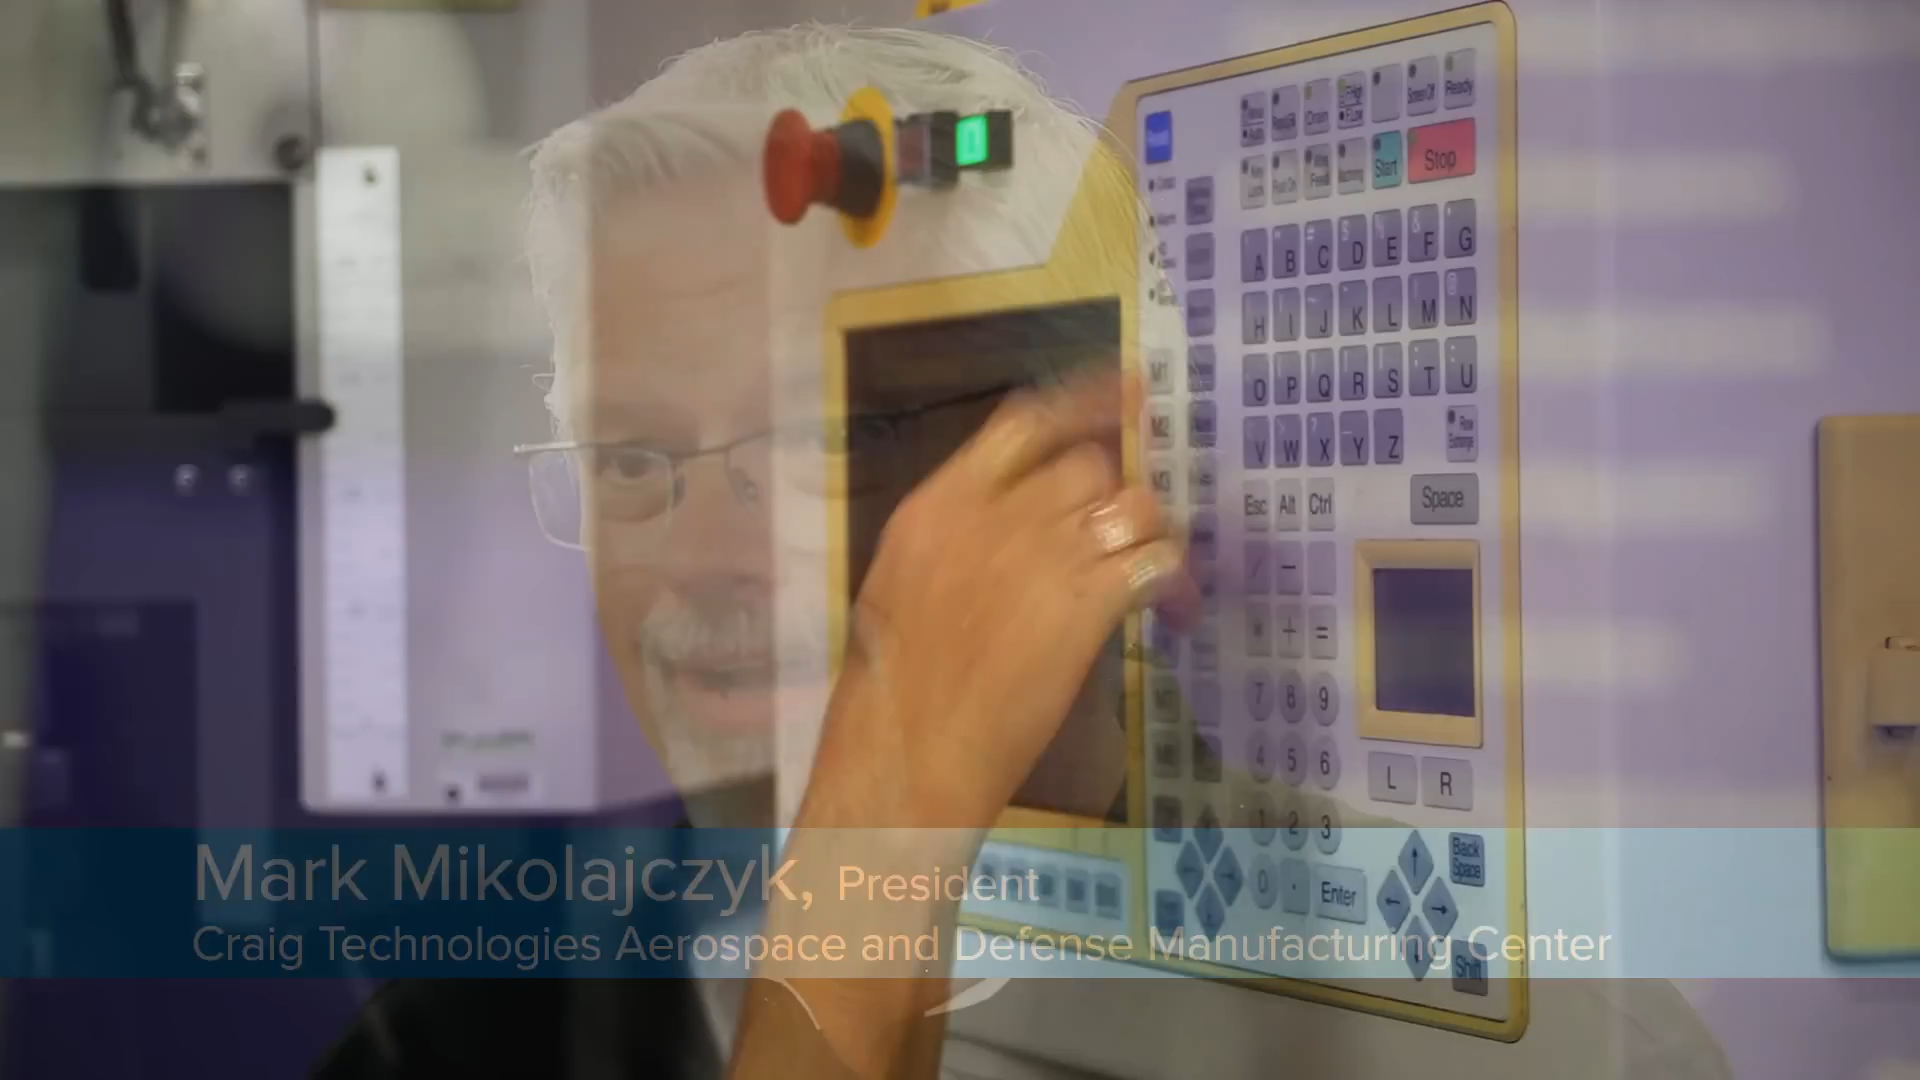 Drain
Ready
Start
Stop
A B C D E F G
H I J K L M N
O P Q R S T U
V W X Y Z
Esc Alt Ctrl
Space
M1
M2
M3
-
* + =
7 8 9
4 5 6
1 2 3
0 . Enter
L R
Back
Space
Shift
Mark Mikolajczyk, President
Craig Technologies Aerospace and Defense Manufacturing Center